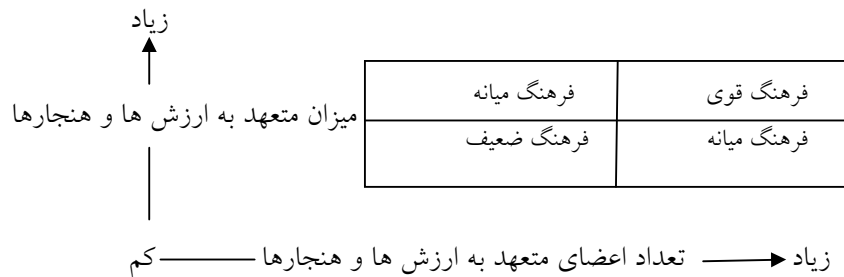 زیاد
فرهنگ قوی
فرهنگ میانه
میزان متعهد به ارزش ها و هنجارها
فرهنگ میانه
فرهنگ ضعیف
زیاد
تعداد اعضای متعهد به ارزش ها و هنجارها
کم